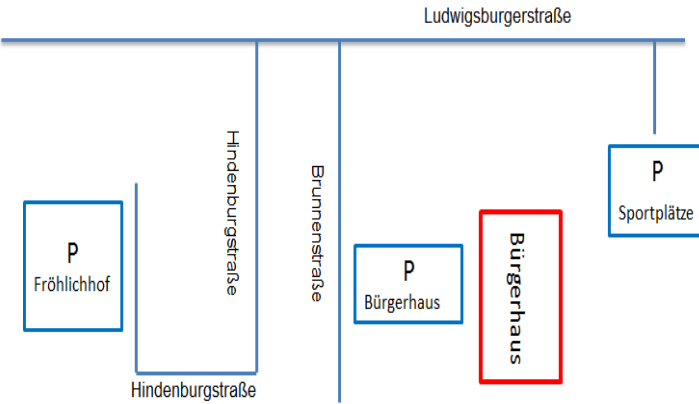 Ludwigsburgerstraße
Hindenburgstraße
Brunnenstraße
P
Sportplätze
P
Fröhlichhof
P
Bürgerhaus
Bürgerhaus
Hindenburgstraße